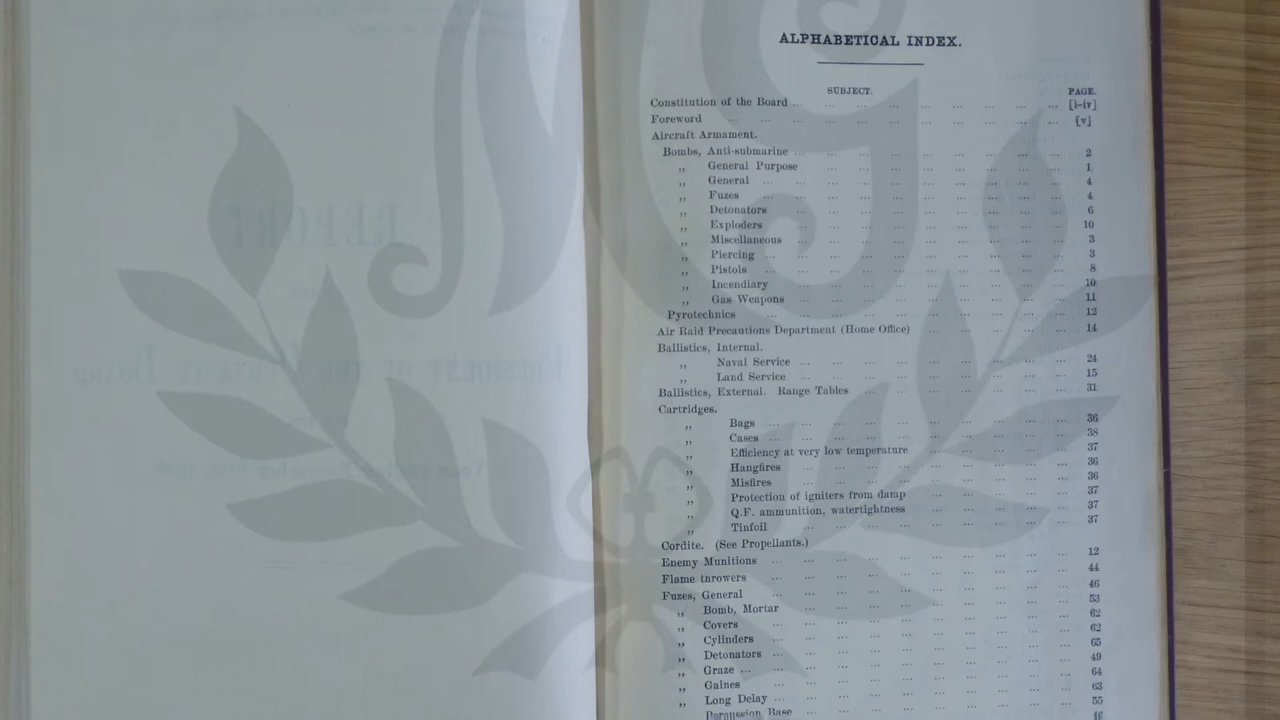 ALPHABETICAL INDEX.
SUBJECT. PAGE.
Constitution of the Board ... ... ... ... ... ... ... ... ... [i-iv]
Foreword ... ... ... ... ... ... ... ... ... ... [v]
Aircraft Armament.
Bombs, Anti-submarine ... ... ... ... ... ... ... ... 2
„ General Purpose ... ... ... ... ... ... ... 1
„ General ... ... ... ... ... ... ... ... ... 4
„ Fuzes ... ... ... ... ... ... ... ... ... 4
„ Detonators ... ... ... ... ... ... ... ... 6
„ Exploders ... ... ... ... ... ... ... ... 10
„ Miscellaneous ... ... ... ... ... ... ... ... 3
„ Piercing ... ... ... ... ... ... ... ... ... 3
„ Pistols ... ... ... ... ... ... ... ... ... 8
„ Incendiary ... ... ... ... ... ... ... ... 10
„ Gas Weapons ... ... ... ... ... ... ... ... 11
Pyrotechnics ... ... ... ... ... ... ... ... ... 12
Air Raid Precautions Department (Home Office) ... ... ... ... ... 14
Ballistics, Internal.
„ Naval Service ... ... ... ... ... ... ... ... 24
„ Land Service ... ... ... ... ... ... ... ... 15
Ballistics, External. Range Tables ... ... ... ... ... ... ... 31
Cartridges.
„ Bags ... ... ... ... ... ... ... ... ... 36
„ Cases ... ... ... ... ... ... ... ... ... 38
„ Efficiency at very low temperature ... ... ... ... ... 37
„ Hangfires ... ... ... ... ... ... ... ... 36
„ Misfires ... ... ... ... ... ... ... ... 36
„ Protection of igniters from damp ... ... ... ... ... 37
„ Q.F. ammunition, watertightness ... ... ... ... ... 37
„ Tinfoil ... ... ... ... ... ... ... ... ... 37
Cordite. (See Propellants.)
Enemy Munitions ... ... ... ... ... ... ... ... ... 12
Flame throwers ... ... ... ... ... ... ... ... ... 44
Fuzes, General ... ... ... ... ... ... ... ... ... 46
„ Bomb, Mortar ... ... ... ... ... ... ... ... 53
„ Covers ... ... ... ... ... ... ... ... ... 62
„ Cylinders ... ... ... ... ... ... ... ... ... 62
„ Detonators ... ... ... ... ... ... ... ... 65
„ Graze ... ... ... ... ... ... ... ... ... 49
„ Gaines ... ... ... ... ... ... ... ... ... 64
„ Long Delay ... ... ... ... ... ... ... ... 63
Percussion Base ... ... ... ... ... ... ... ... 55